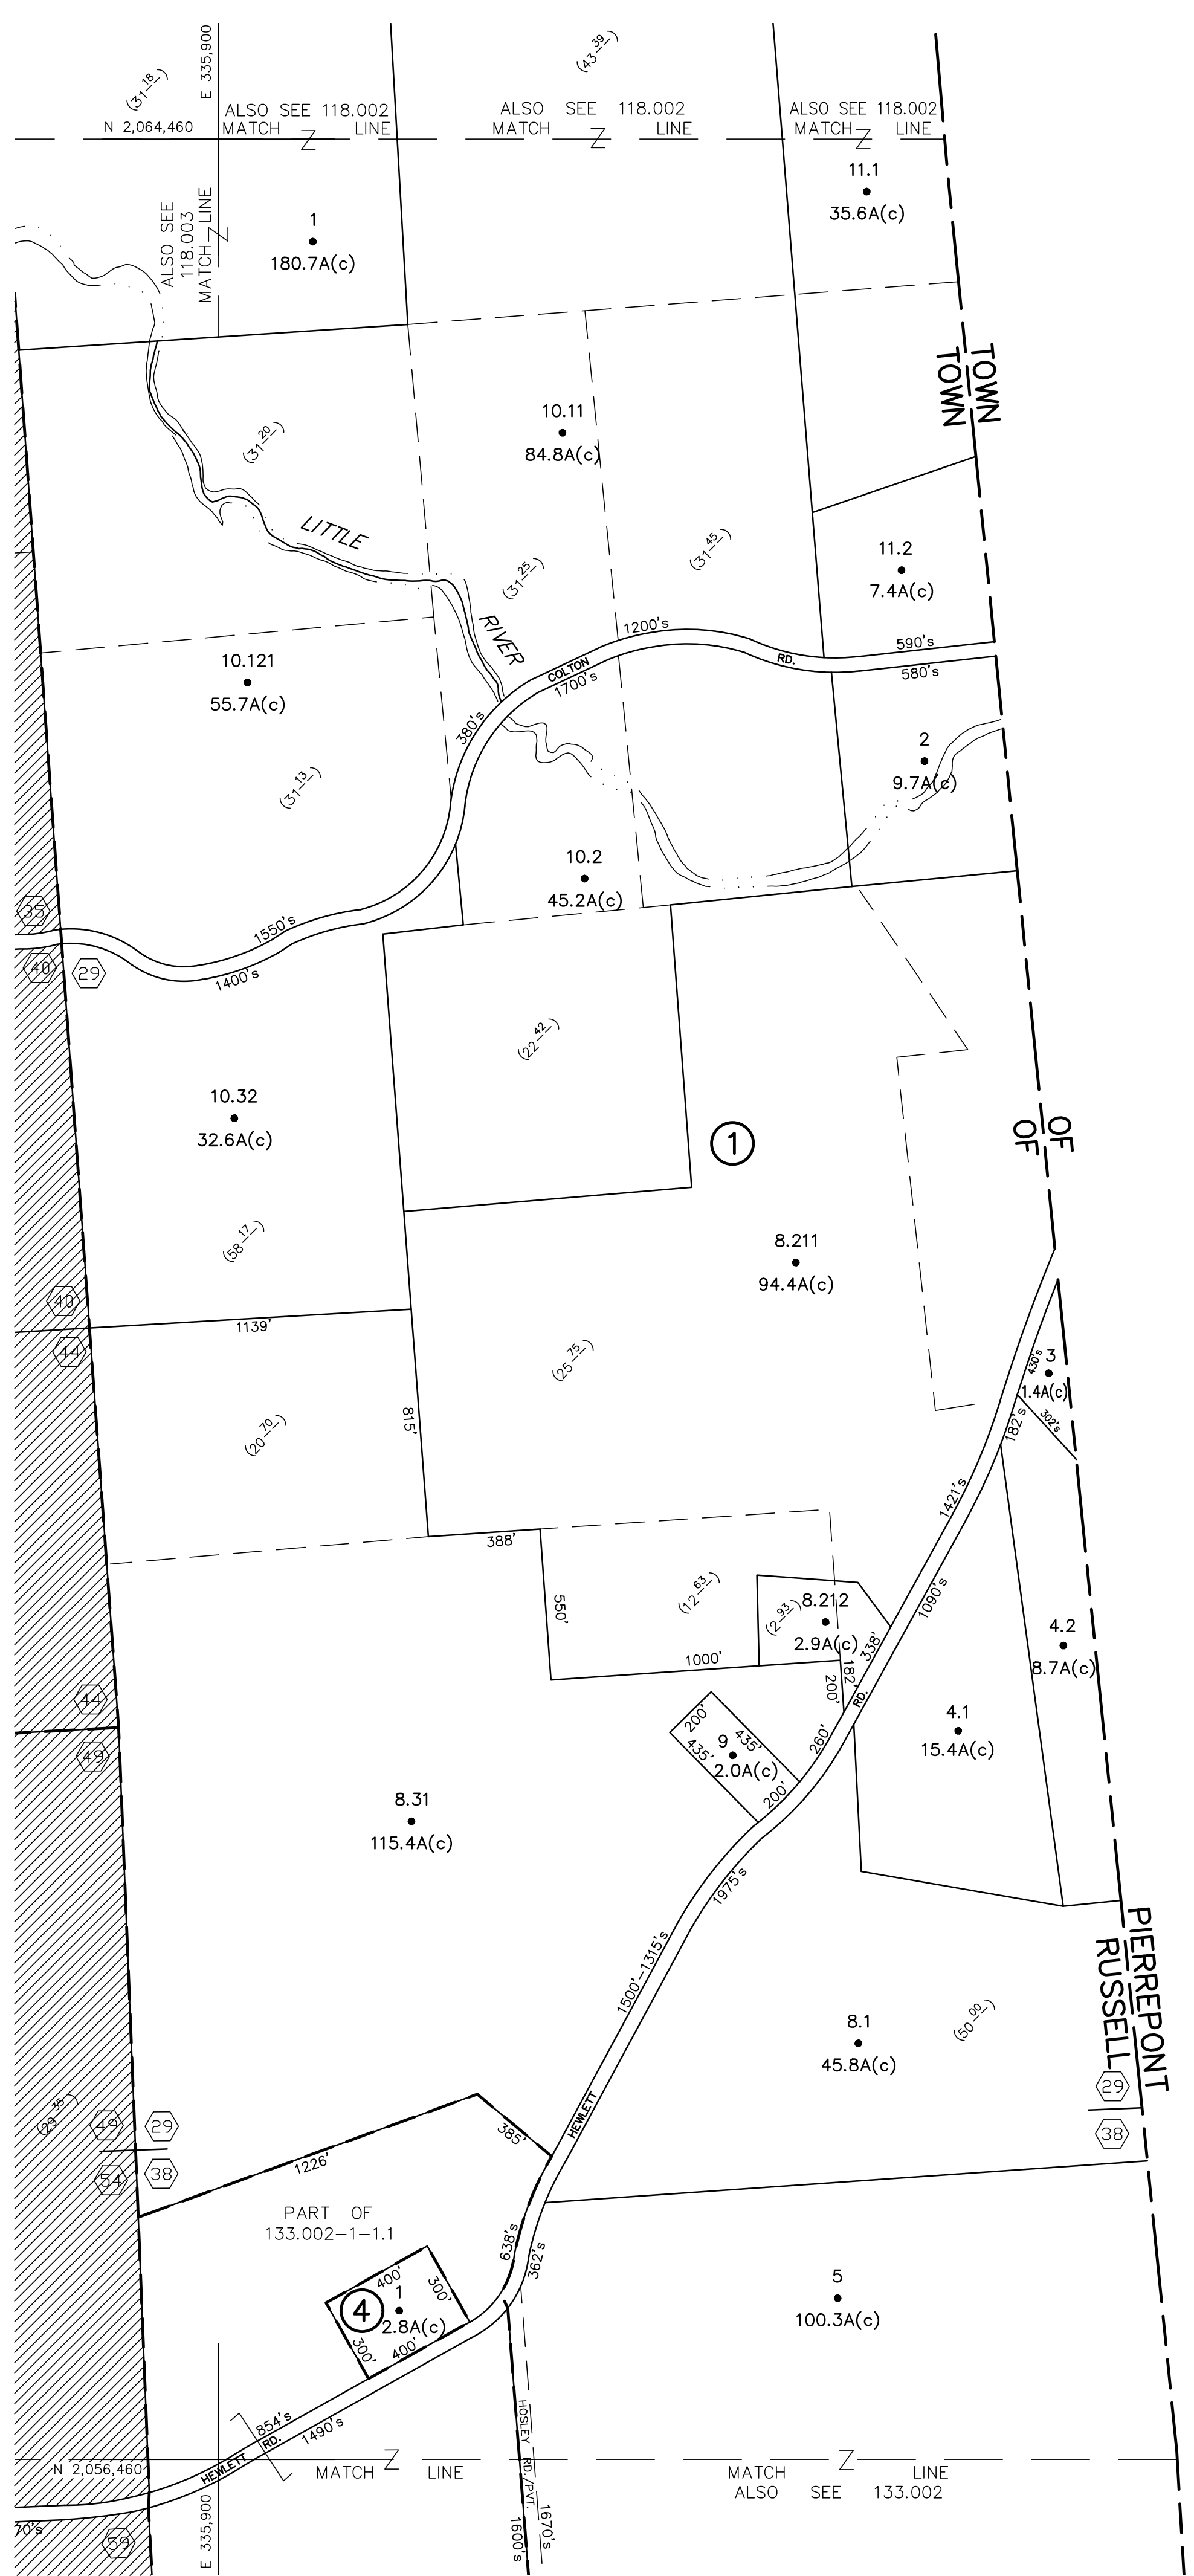 E 335,900
(31 18)
(43 39)
ALSO SEE 118.002
ALSO SEE 118.002
ALSO SEE 118.002
N 2,064,460
MATCH Z LINE
MATCH Z LINE
MATCH Z LINE
11.1
35.6A(c)
ALSO SEE
118.003
MATCH Z LINE
1
180.7A(c)
TOWN
TOWN
10.11
84.8A(c)
(31 20)
LITTLE
(31 25)
(31 45)
11.2
7.4A(c)
RIVER
1200's
590's
COLTON
RD.
10.121
55.7A(c)
1700's
580's
380's
2
9.7A(c)
(31 13)
10.2
45.2A(c)
35
1550's
40
29
1400's
(22 42)
10.32
32.6A(c)
1
OF
OF
(58 17)
8.211
94.4A(c)
40
1139'
44
430's
3
1.4A(c)
(25 75)
302's
815'
182's
(20 70)
1421's
388'
550'
(12 63)
(2 93)
8.212
2.9A(c)
1090's
338'
4.2
8.7A(c)
1000'
182'
200'
RD.
44
49
4.1
15.4A(c)
200'
435'
435'
9
2.0A(c)
260'
200'
8.31
115.4A(c)
1975's
PIERREPONT
RUSSELL
1500'-1315's
(50 00)
8.1
45.8A(c)
29
38
(29 35)
49
29
54
38
HEWLETT
385'
1226'
PART OF
133.002-1-1.1
638's
362's
400'
300'
4
1
2.8A(c)
300'
400'
5
100.3A(c)
HOSLEY RD./PVT.
854's
RD.
1490's
HEWLETT
N 2,056,460
MATCH Z LINE
MATCH Z LINE
ALSO SEE 133.002
E 335,900
1670's
1600's
70's
59